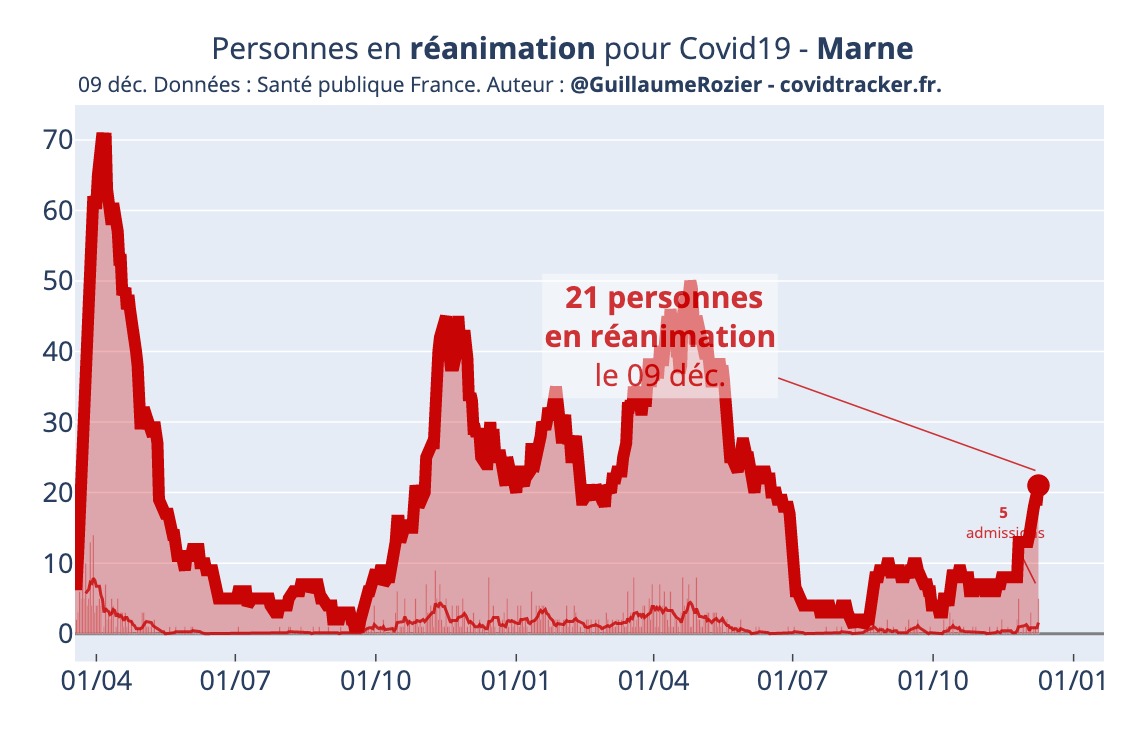 Personnes en réanimation pour Covid19 - Marne
09 déc. Données : Santé publique France. Auteur : @GuillaumeRozier - covidtracker.fr.
70
60
50
40
30
20
10
0
21 personnes
en réanimation
le 09 déc.
5
admissions
01/04
01/07
01/10
01/01
01/04
01/07
01/10
01/01